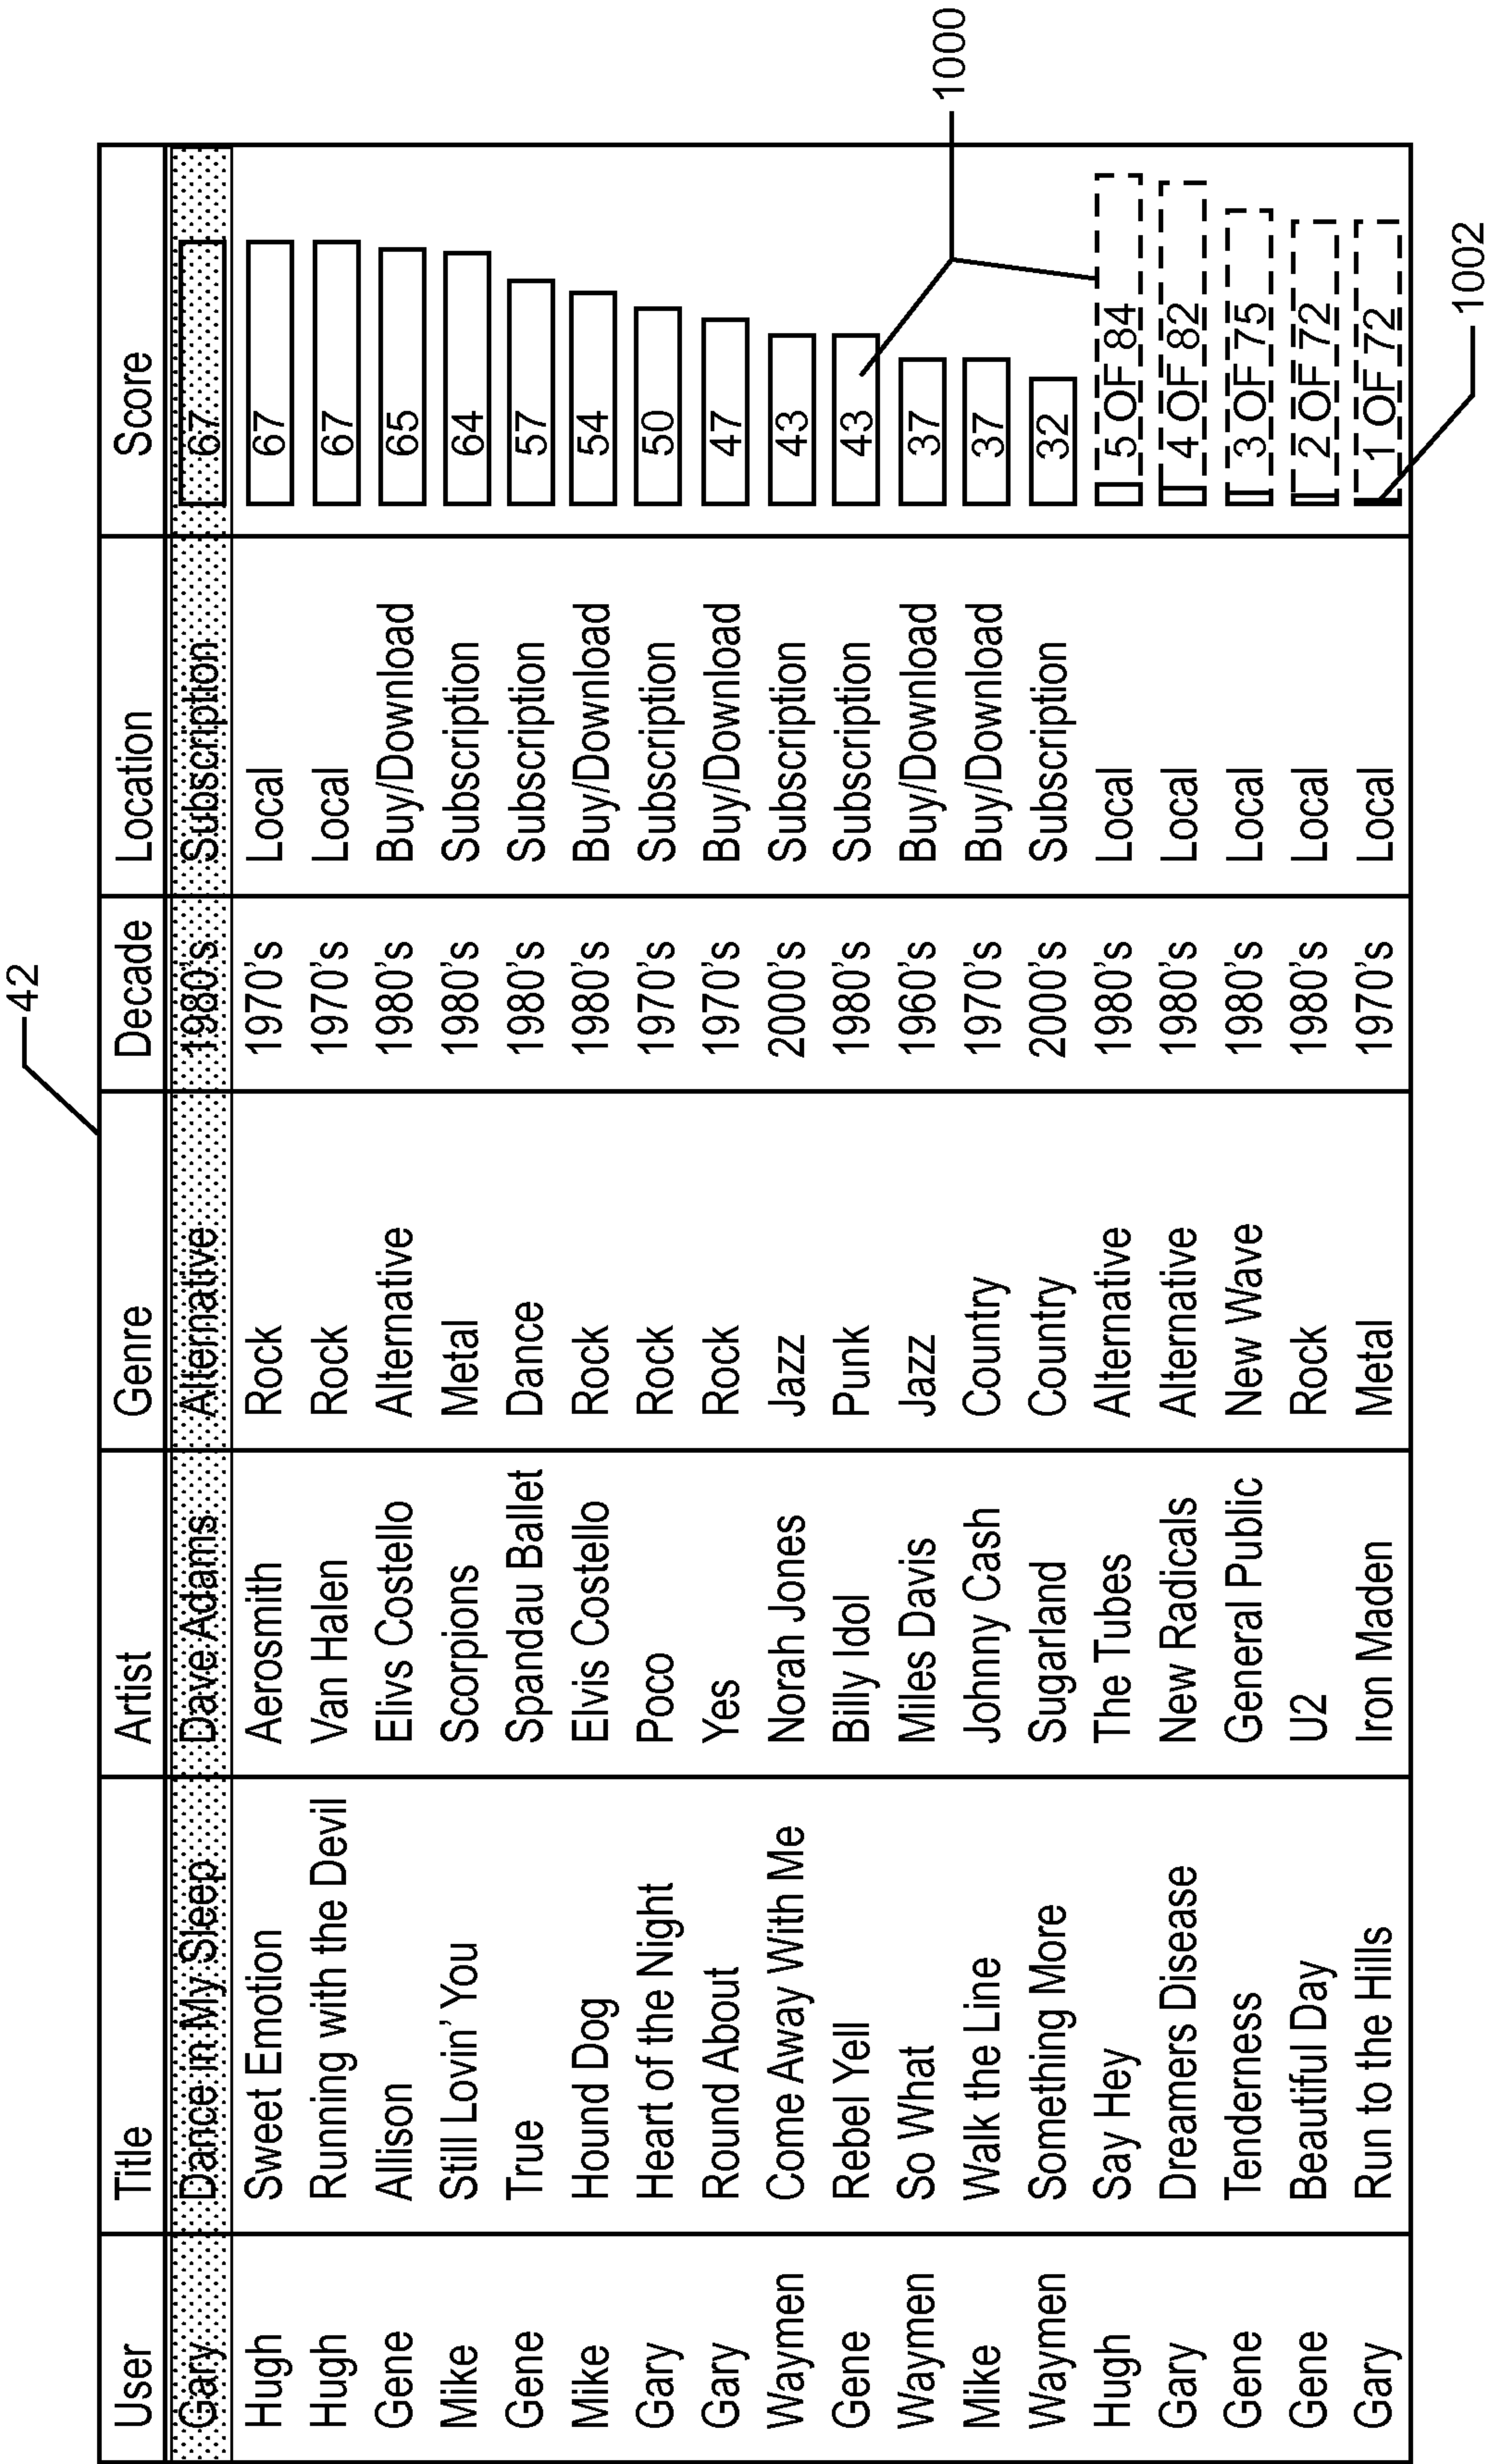 42
User Title Artist Genre Decade Location Score
Gary Dance in My Sleep Dave Adams Alternative 1980's Subscription 67
Hugh Sweet Emotion Aerosmith Rock 1970's Local 67
Hugh Running with the Devil Van Halen Rock 1970's Local 67
Gene Allison Elivs Costello Alternative 1980's Buy/Download 65
Mike Still Lovin' You Scorpions Metal 1980's Subscription 64
Gene True Spandau Ballet Dance 1980's Subscription 57
Mike Hound Dog Elvis Costello Rock 1980's Buy/Download 54
Gary Heart of the Night Poco Rock 1970's Subscription 50
Gary Round About Yes Rock 1970's Buy/Download 47
Waymen Come Away With Me Norah Jones Jazz 2000's Subscription 43
Gene Rebel Yell Billy Idol Punk 1980's Subscription 43
Waymen So What Miles Davis Jazz 1960's Buy/Download 37
Mike Walk the Line Johnny Cash Country 1970's Buy/Download 37
Waymen Something More Sugarland Country 2000's Subscription 32
Hugh Say Hey The Tubes Alternative 1980's Local 5 OF 84
Gary Dreamers Disease New Radicals Alternative 1980's Local 4 OF 82
Gene Tenderness General Public New Wave 1980's Local 3 OF 75
Gene Beautiful Day U2 Rock 1980's Local 2 OF 72
Gary Run to the Hills Iron Maden Metal 1970's Local 1 OF 72
1000
1002